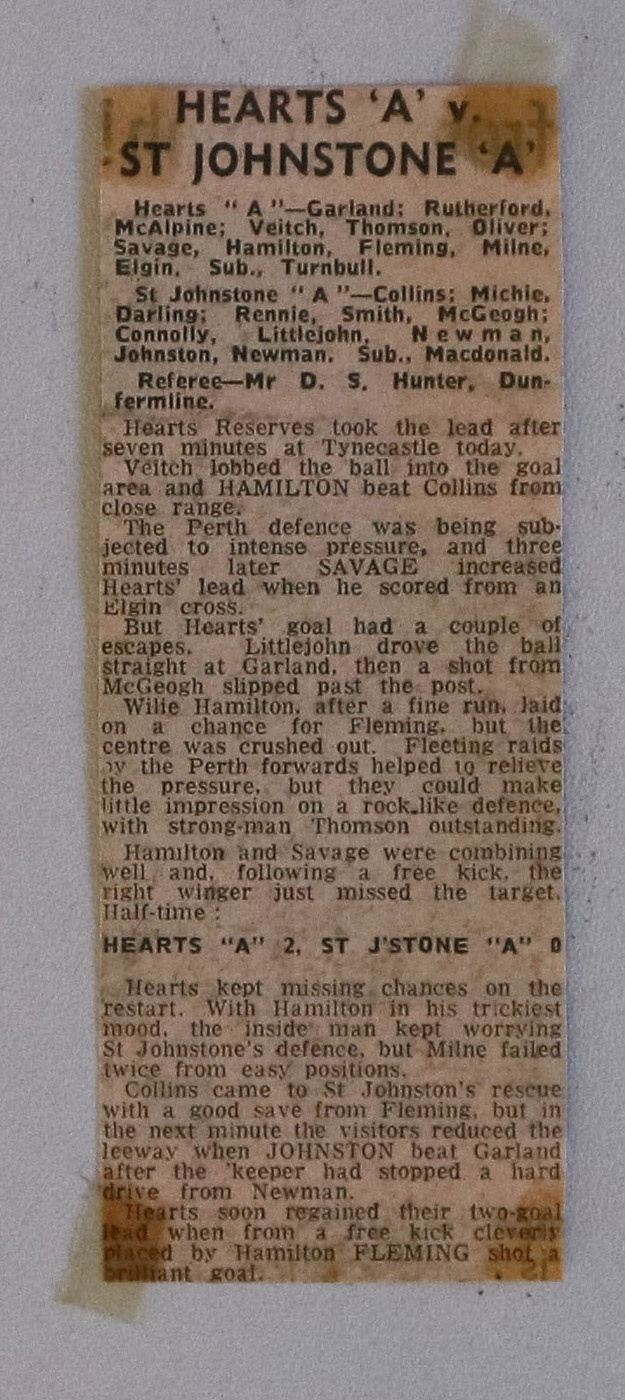 HEARTS ‘A’ v.
ST JOHNSTONE ‘A’
Hearts “A”—Garland; Rutherford,
McAlpine; Veitch, Thomson, Oliver;
Savage, Hamilton, Fleming, Milne,
Elgin. Sub., Turnbull.
St Johnstone “A”—Collins; Michie,
Darling; Rennie, Smith, McGeogh;
Connolly, Littlejohn, Newman,
Johnston, Newman. Sub., Macdonald.
Referee—Mr D. S. Hunter, Dun-
fermline.
Hearts Reserves took the lead after
seven minutes at Tynecastle today.
Veitch lobbed the ball into the goal
area and HAMILTON beat Collins from
close range.
The Perth defence was being sub-
jected to intense pressure, and three
minutes later SAVAGE increased
Hearts’ lead when he scored from an
Elgin cross.
But Hearts’ goal had a couple of
escapes. Littlejohn drove the ball
straight at Garland, then a shot from
McGeogh slipped past the post.
Wilie Hamilton, after a fine run, laid
on a chance for Fleming, but the
centre was crushed out. Fleeting raids
by the Perth forwards helped to relieve
the pressure, but they could make
little impression on a rock-like defence,
with strong-man Thomson outstanding.
Hamilton and Savage were combining
well and, following a free kick, the
right winger just missed the target.
Half-time :
HEARTS "A" 2, ST J'STONE "A" 0
Hearts kept missing chances on the
restart. With Hamilton in his trickiest
mood, the inside man kept worrying
St Johnstone's defence, but Milne failed
twice from easy positions.
Collins came to St Johnston's rescue
with a good save from Fleming, but in
the next minute the visitors reduced the
leeway when JOHNSTON beat Garland
after the 'keeper had stopped a hard
drive from Newman.
Hearts soon regained their two-goal
lead when from a free kick cleverly
placed by Hamilton FLEMING shot a
brilliant goal.